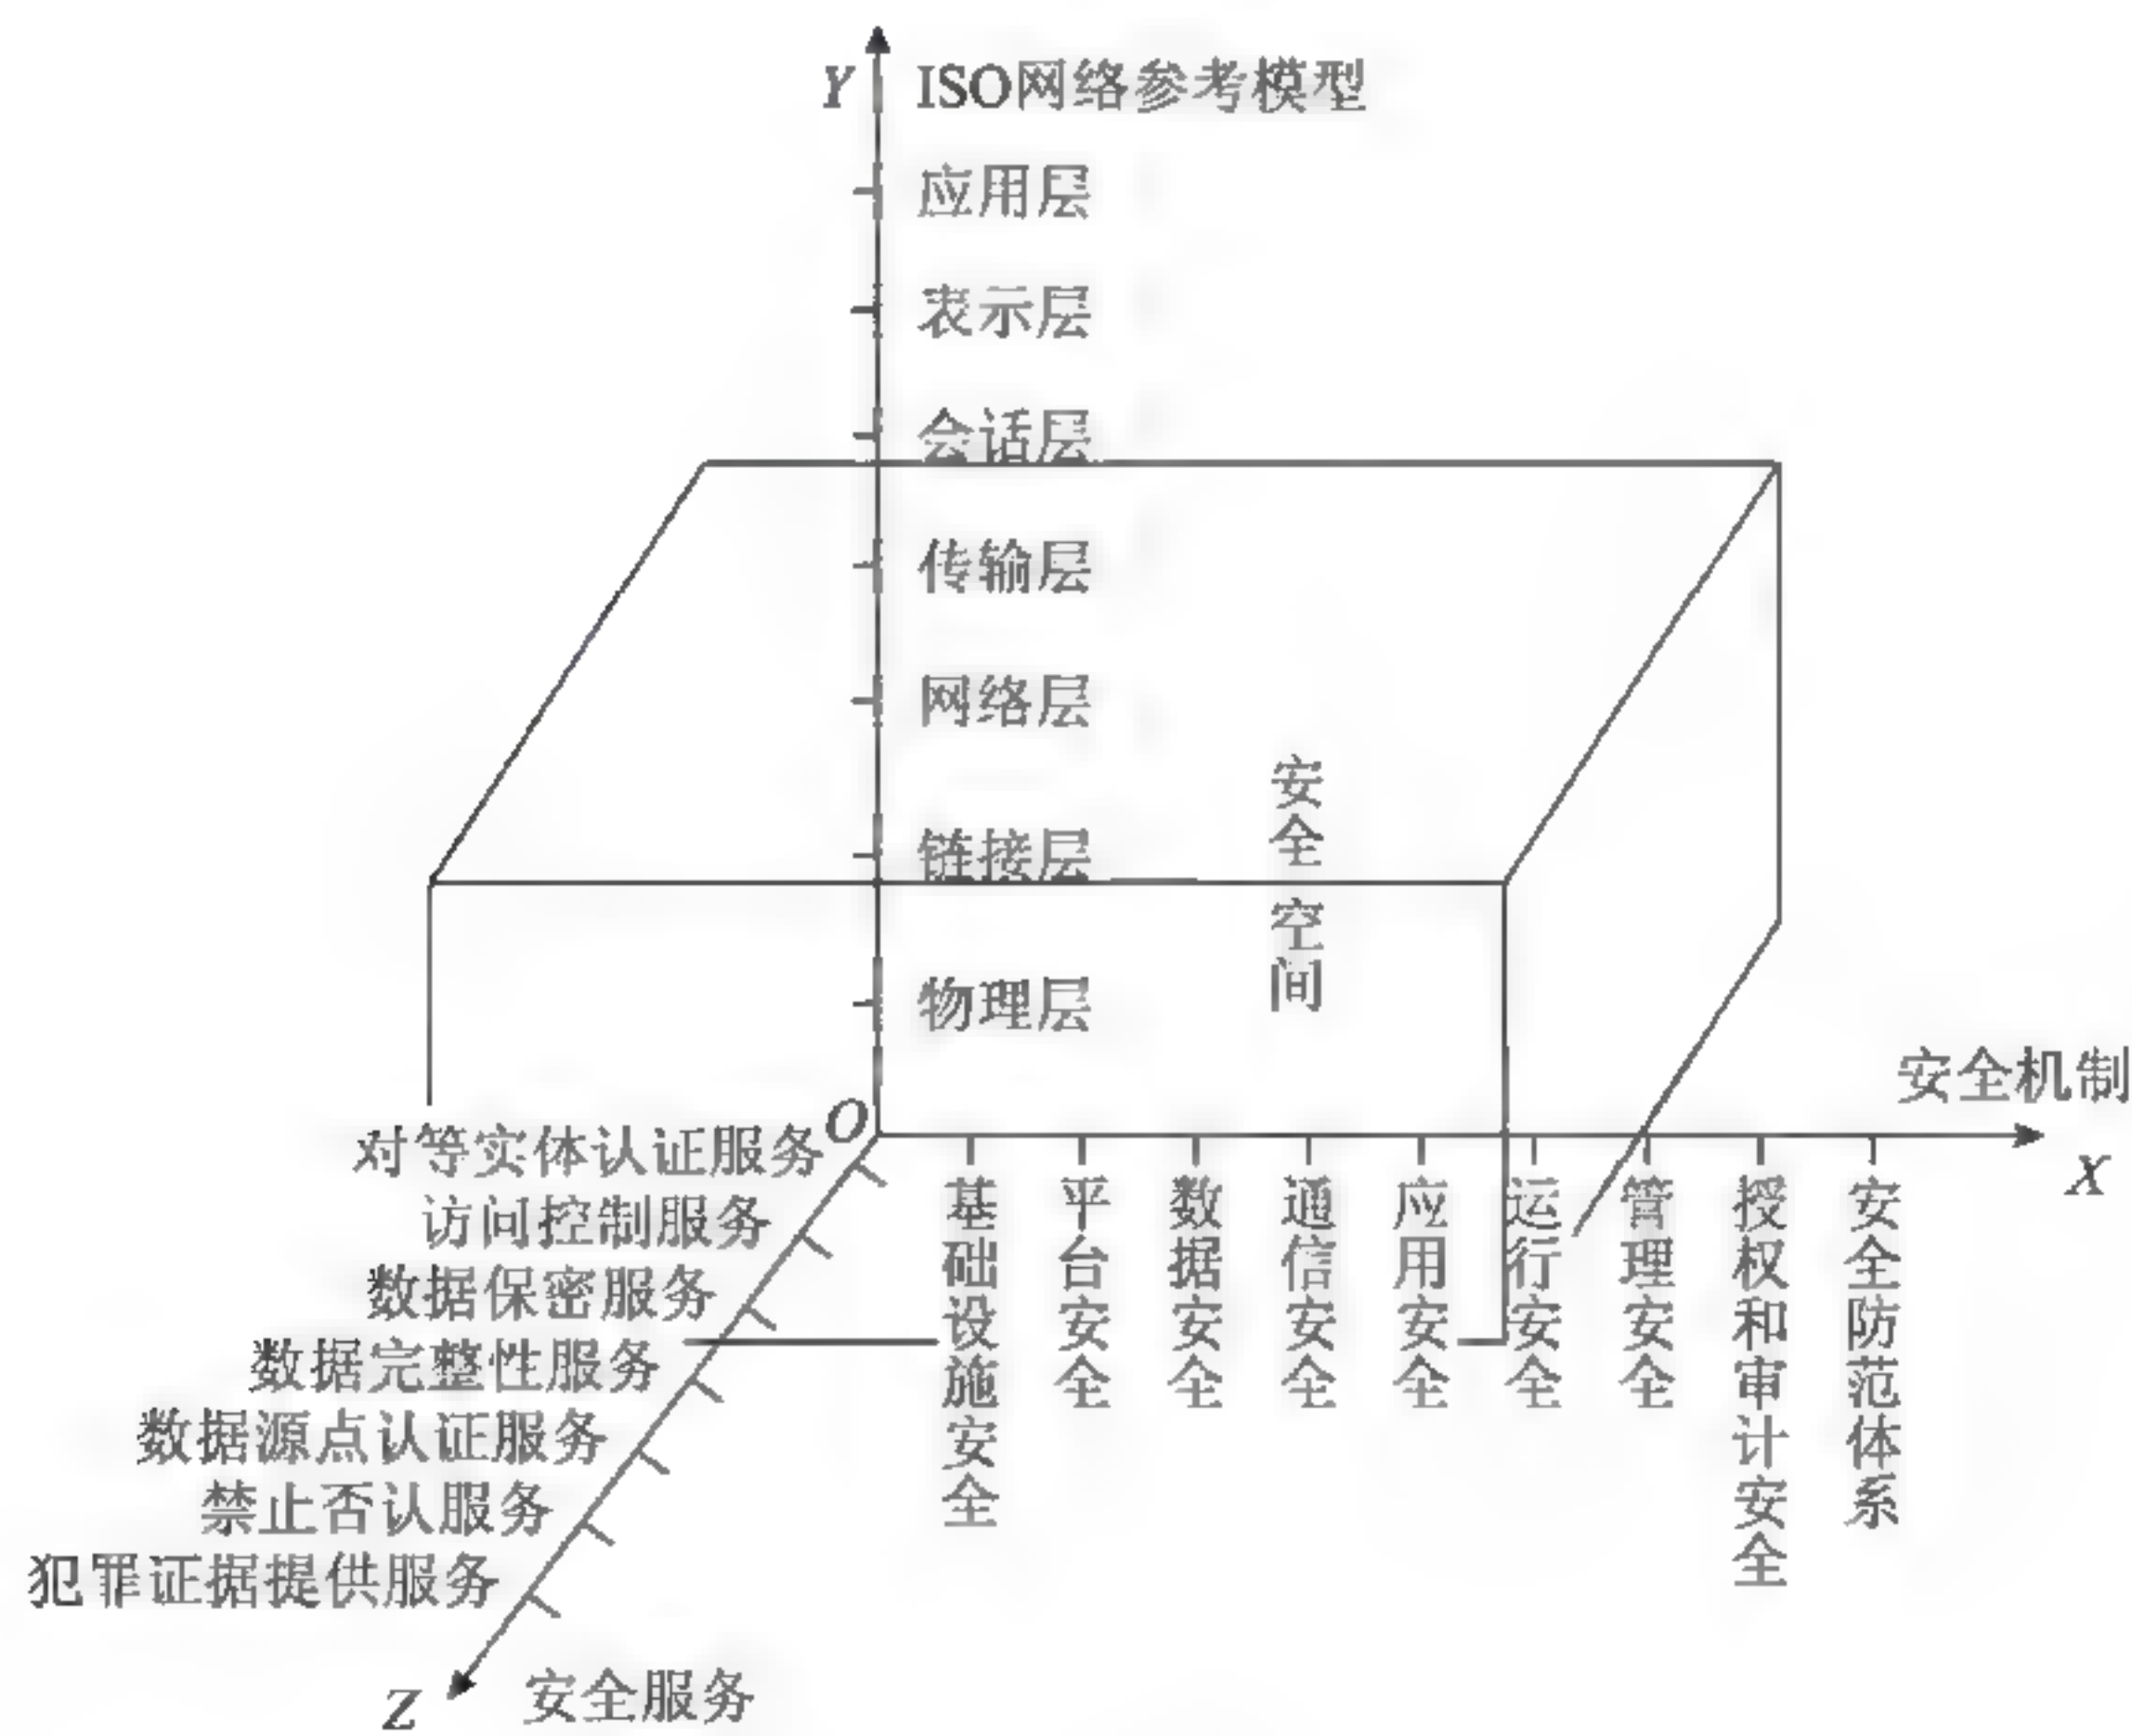 Y ISO网络参考模型
应用层
表示层
会话层
传输层
网络层
链接层
物理层
安全空间
安全机制
X
O
对等实体认证服务
访问控制服务
数据保密服务
数据完整性服务
数据源点认证服务
禁止否认服务
犯罪证据提供服务
基础设施安全
平台安全
数据安全
通信安全
应用安全
运行安全
管理安全
授权和审计安全
安全防范体系
Z 安全服务